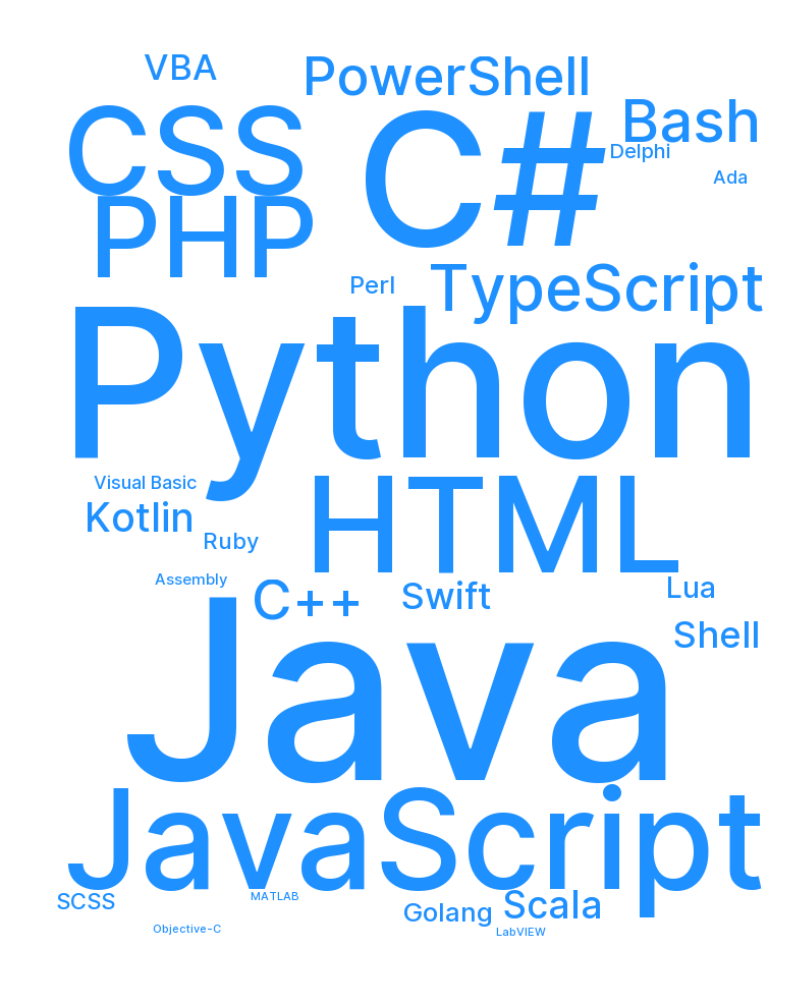 VBA
PowerShell
CSS
C#
Bash
Delphi
Ada
PHP
Perl
TypeScript
Python
Visual Basic
HTML
Kotlin
Ruby
Assembly
C++
Swift
Lua
Shell
Java
JavaScript
SCSS
MATLAB
Golang
Scala
Objective-C
LabVIEW